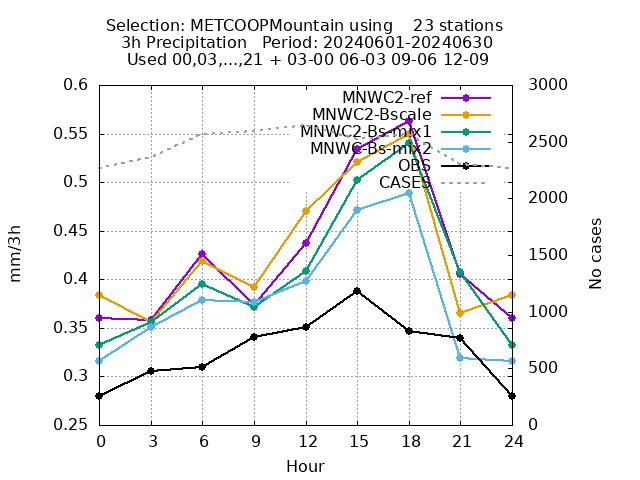 Selection: METCOOPMountain using    23 stations
3h Precipitation   Period: 20240601-20240630
Used 00,03,...,21 + 03-00 06-03 09-06 12-09
MNWC2-ref
MNWC2-Bscale
MNWC2-Bs-mix1
MNWC-Bs-mix2
OBS
CASES
0.6
0.55
0.5
0.45
0.4
0.35
0.3
0.25
mm/3h
3000
2500
2000
1500
1000
500
0
No cases
0 3 6 9 12 15 18 21 24
Hour